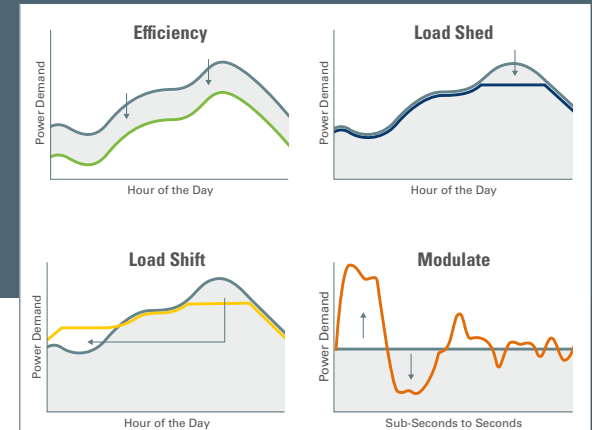 Efficiency
Power Demand
Hour of the Day
Load Shed
Power Demand
Hour of the Day
Load Shift
Power Demand
Hour of the Day
Modulate
Power Demand
Sub-Seconds to Seconds